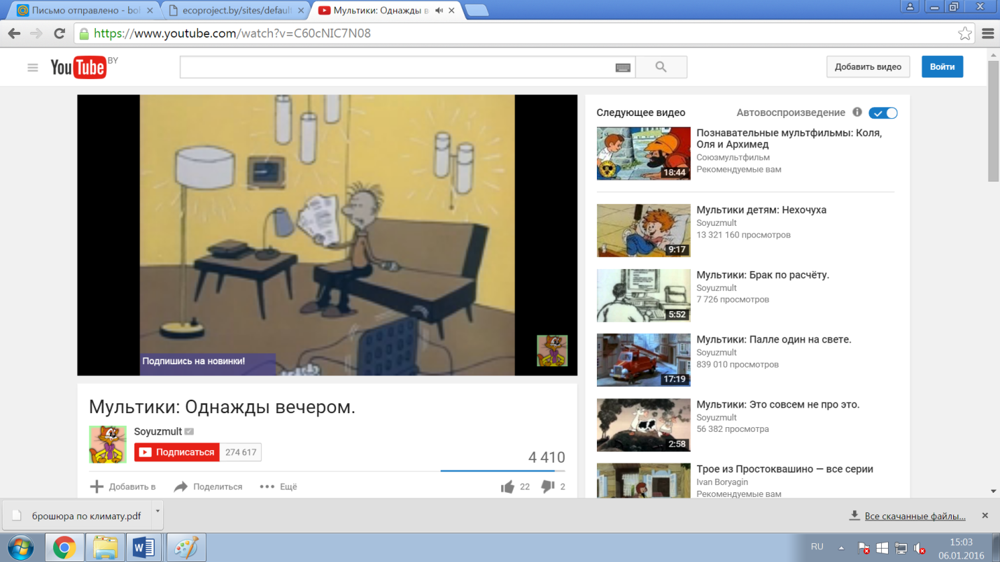 Письмо отправлено - bol
ecoproject.by/sites/default
Мультики: Однажды в
https://www.youtube.com/watch?v=C60cNIC7N08
YouTube BY
Добавить видео
Войти
Подпишись на новинки!
Мультики: Однажды вечером.
Soyuzmult
Подписаться 274 617
4 410
Добавить в Поделиться Ещё 22 2
Следующее видео Автовоспроизведение
18:44
Познавательные мультфильмы: Коля,
Оля и Архимед
Союзмультфильм
Рекомендуемые вам
9:17
Мультики детям: Нехочуха
Soyuzmult
13 321 160 просмотров
5:52
Мультики: Брак по расчёту.
Soyuzmult
7 726 просмотров
17:19
Мультики: Палле один на свете.
Soyuzmult
839 010 просмотров
2:58
Мультики: Это совсем не про это.
Soyuzmult
56 382 просмотра
Трое из Простоквашино — все серии
Ivan Boryagin
Рекомендуемые вам
брошюра по климату.pdf
Все скачанные файлы...
RU
15:03
06.01.2016